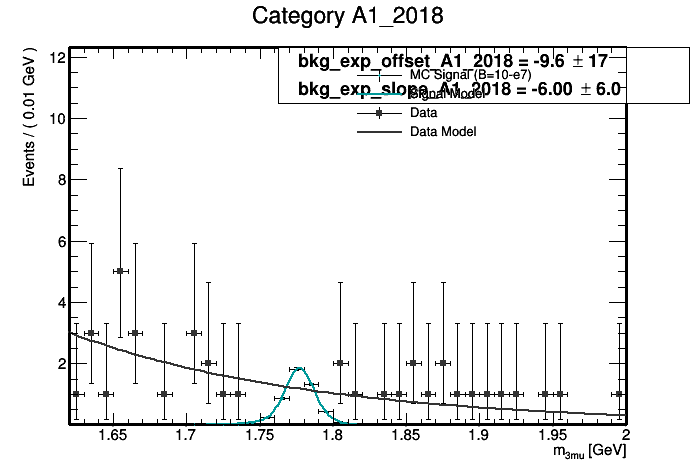 Category A1_2018
Events / ( 0.01 GeV )
12
10
8
6
4
2
bkg_exp_offset_A1_2018 = -9.6 ± 17
MC Signal (B=10-e7)
bkg_exp_slope_A1_2018 = -6.00 ± 6.0
Signal Model
Data
Data Model
1.65 1.7 1.75 1.8 1.85 1.9 1.95 2
m3mu [GeV]